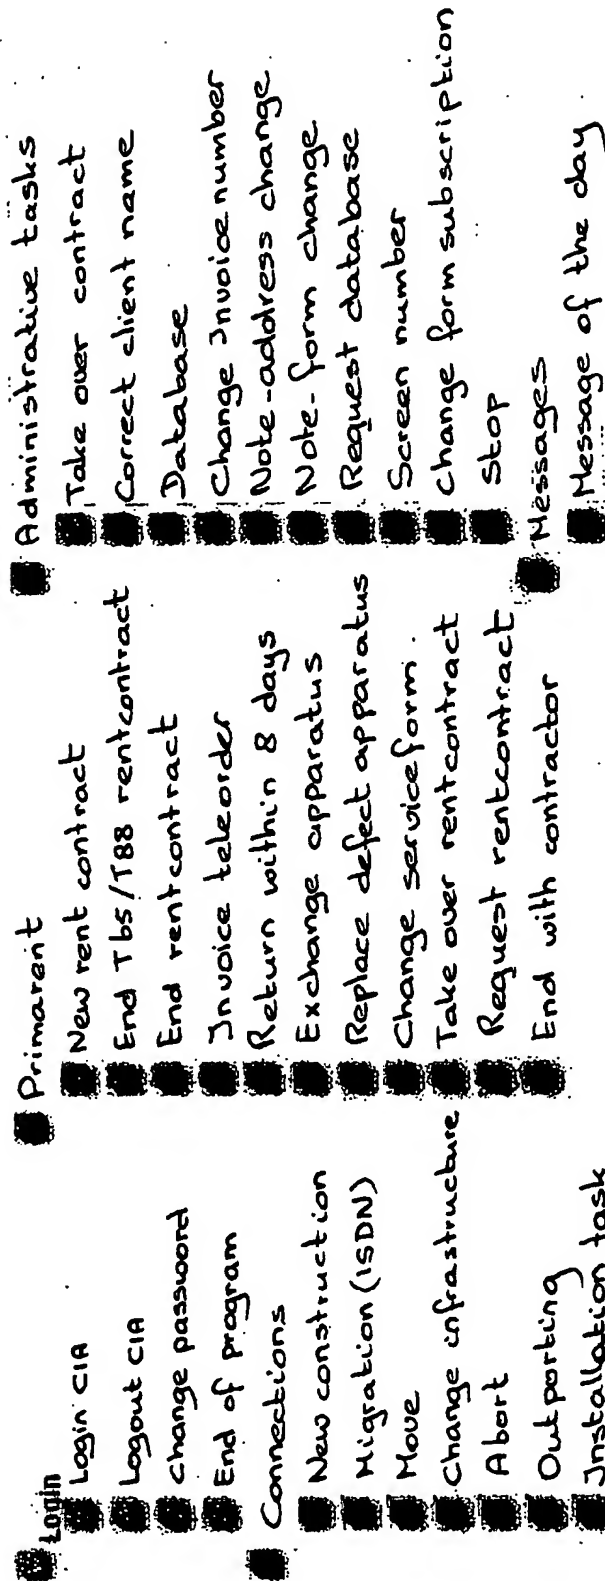 Login
Login CIA
Logout CIA
change password
End of program
Connections
New construction
Migration (ISDN)
Move
Change infrastructure
Abort
Outporting
Installation task
Primarent
New rent contract
End Tbs/T88 rentcontract
End rentcontract
Invoice teleorder
Return within 8 days
Exchange apparatus
Replace defect apparatus
Change serviceform.
Take over rentcontract
Request rentcontract
End with contractor
Administrative tasks
Take over contract
Correct client name
Database
Change Invoice number
Note-address change
Note-form change
Request database
Screen number
Change form subscription
Stop
Messages
Message of the day